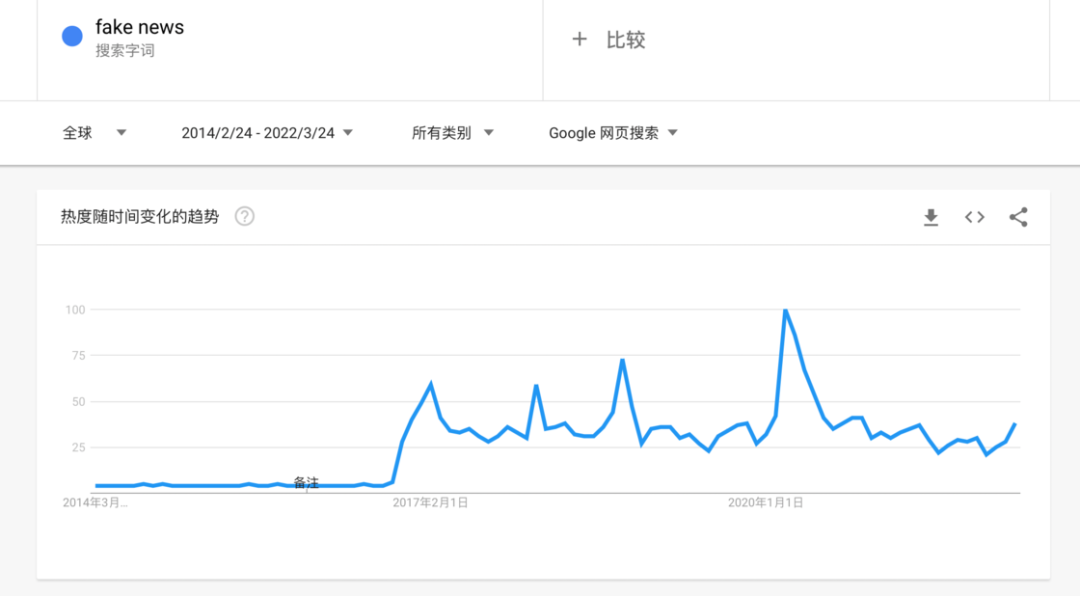 fake news
搜索字词
+ 比较
全球
2014/2/24 - 2022/3/24
所有类别
Google 网页搜索
热度随时间变化的趋势 ?
100
75
50
25
备注
2014年3月…
2017年2月1日
2020年1月1日